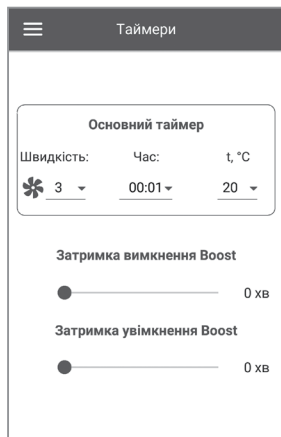 Таймери
Основний таймер
Швидкість: Час: t, °C
3 00:01 20
Затримка вимкнення Boost
0 хв
Затримка увімкнення Boost
0 хв